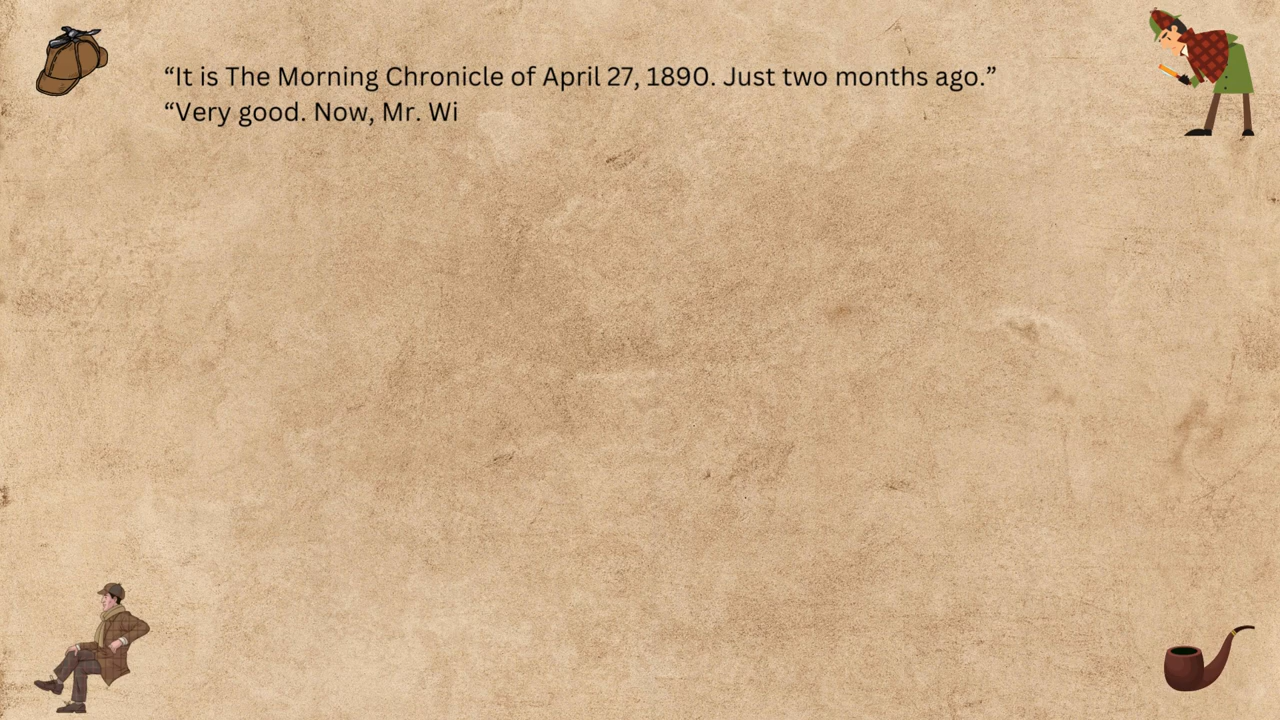 “It is The Morning Chronicle of April 27, 1890. Just two months ago.”
“Very good. Now, Mr. Wi